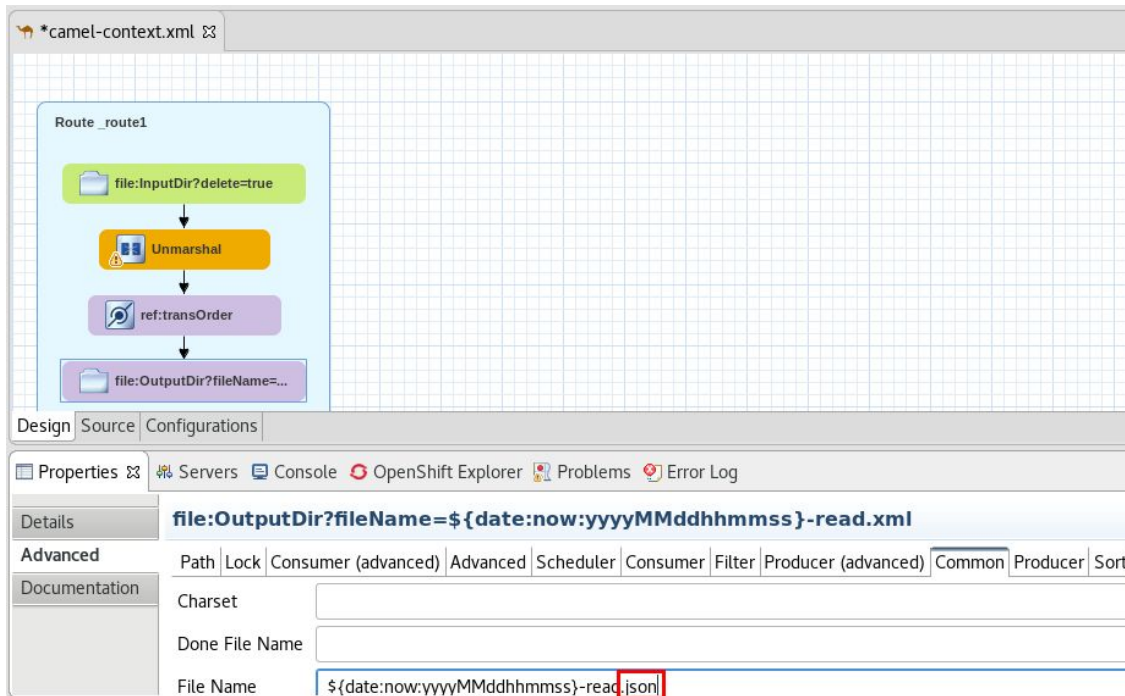 *camel-context.xml
Route _route1
file:InputDir?delete=true
Unmarshal
ref:transOrder
file:OutputDir?fileName=...
Design Source Configurations
Properties Servers Console OpenShift Explorer Problems Error Log
Details
file:OutputDir?fileName=${date:now:yyyyMMddhhmmss}-read.xml
Advanced
Path Lock Consumer (advanced) Advanced Scheduler Consumer Filter Producer (advanced) Common Producer Sort
Documentation
Charset
Done File Name
File Name ${date:now:yyyyMMddhhmmss}-read.json